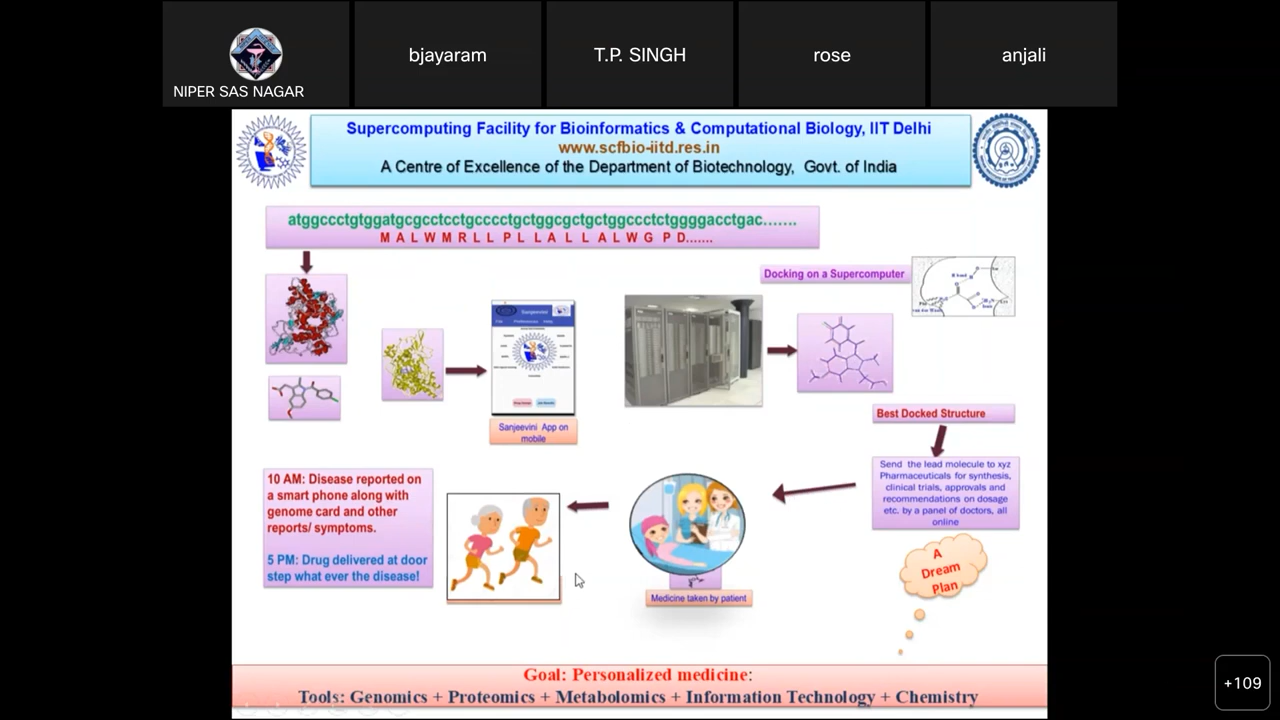 NIPER SAS NAGAR
bjayaram
T.P. SINGH
rose
anjali
Supercomputing Facility for Bioinformatics & Computational Biology, IIT Delhi
www.scfbio-iitd.res.in
A Centre of Excellence of the Department of Biotechnology, Govt. of India
atggccctgtggatgcgcctcctgcccctgctggcgctgctggccctctggggacctgac.......
M A L W M R L L P L L A L L A L W G P D.......
Docking on a Supercomputer
Sanjeevini
Sanjeevini App on
mobile
Best Docked Structure
Send the lead molecule to xyz
Pharmaceuticals for synthesis,
clinical trials, approvals and
recommendations on dosage
etc. by a panel of doctors, all
online
10 AM: Disease reported on
a smart phone along with
genome card and other
reports/ symptoms.
5 PM: Drug delivered at door
step what ever the disease!
Medicine taken by patient
A
Dream
Plan
Goal: Personalized medicine:
Tools: Genomics + Proteomics + Metabolomics + Information Technology + Chemistry
+109